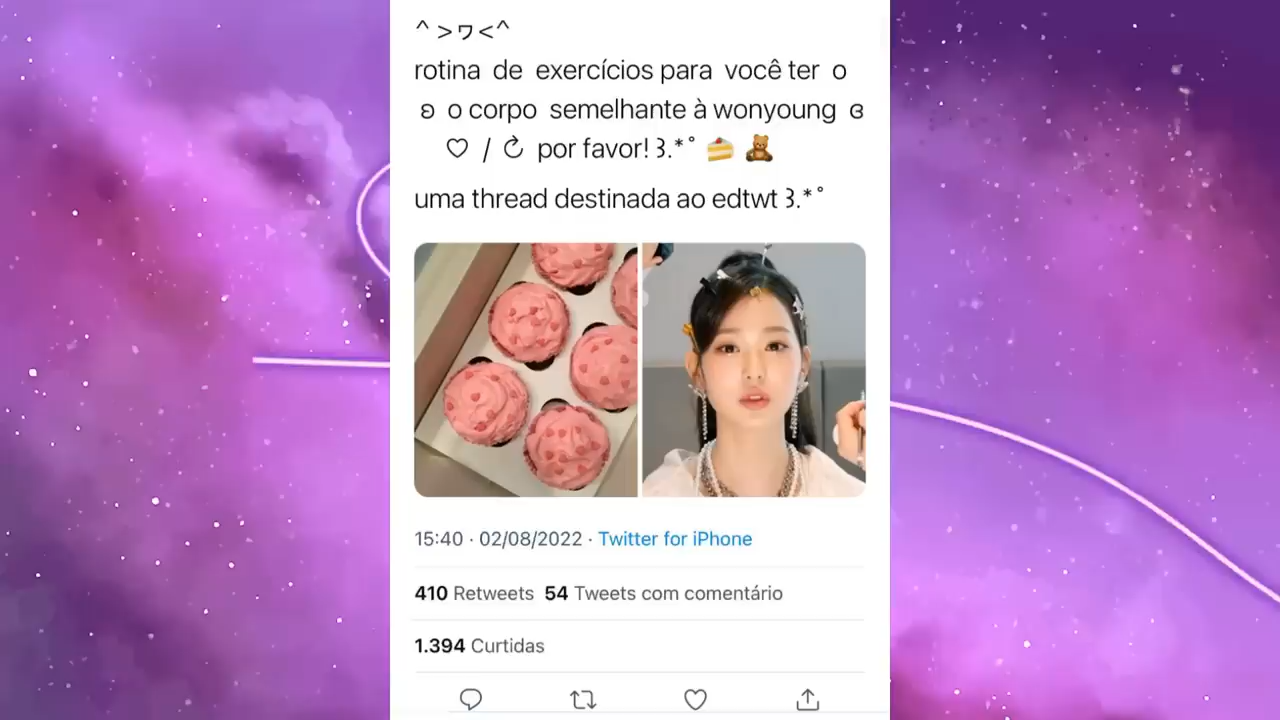 ^ >ヮ<^
rotina de exercícios para você ter o
ʚ o corpo semelhante à wonyoung ɞ
♡ / ↻ por favor! 3.*˚ 🍰 🧸
uma thread destinada ao edtwt 3.*˚
15:40 · 02/08/2022 · Twitter for iPhone
410 Retweets 54 Tweets com comentário
1.394 Curtidas